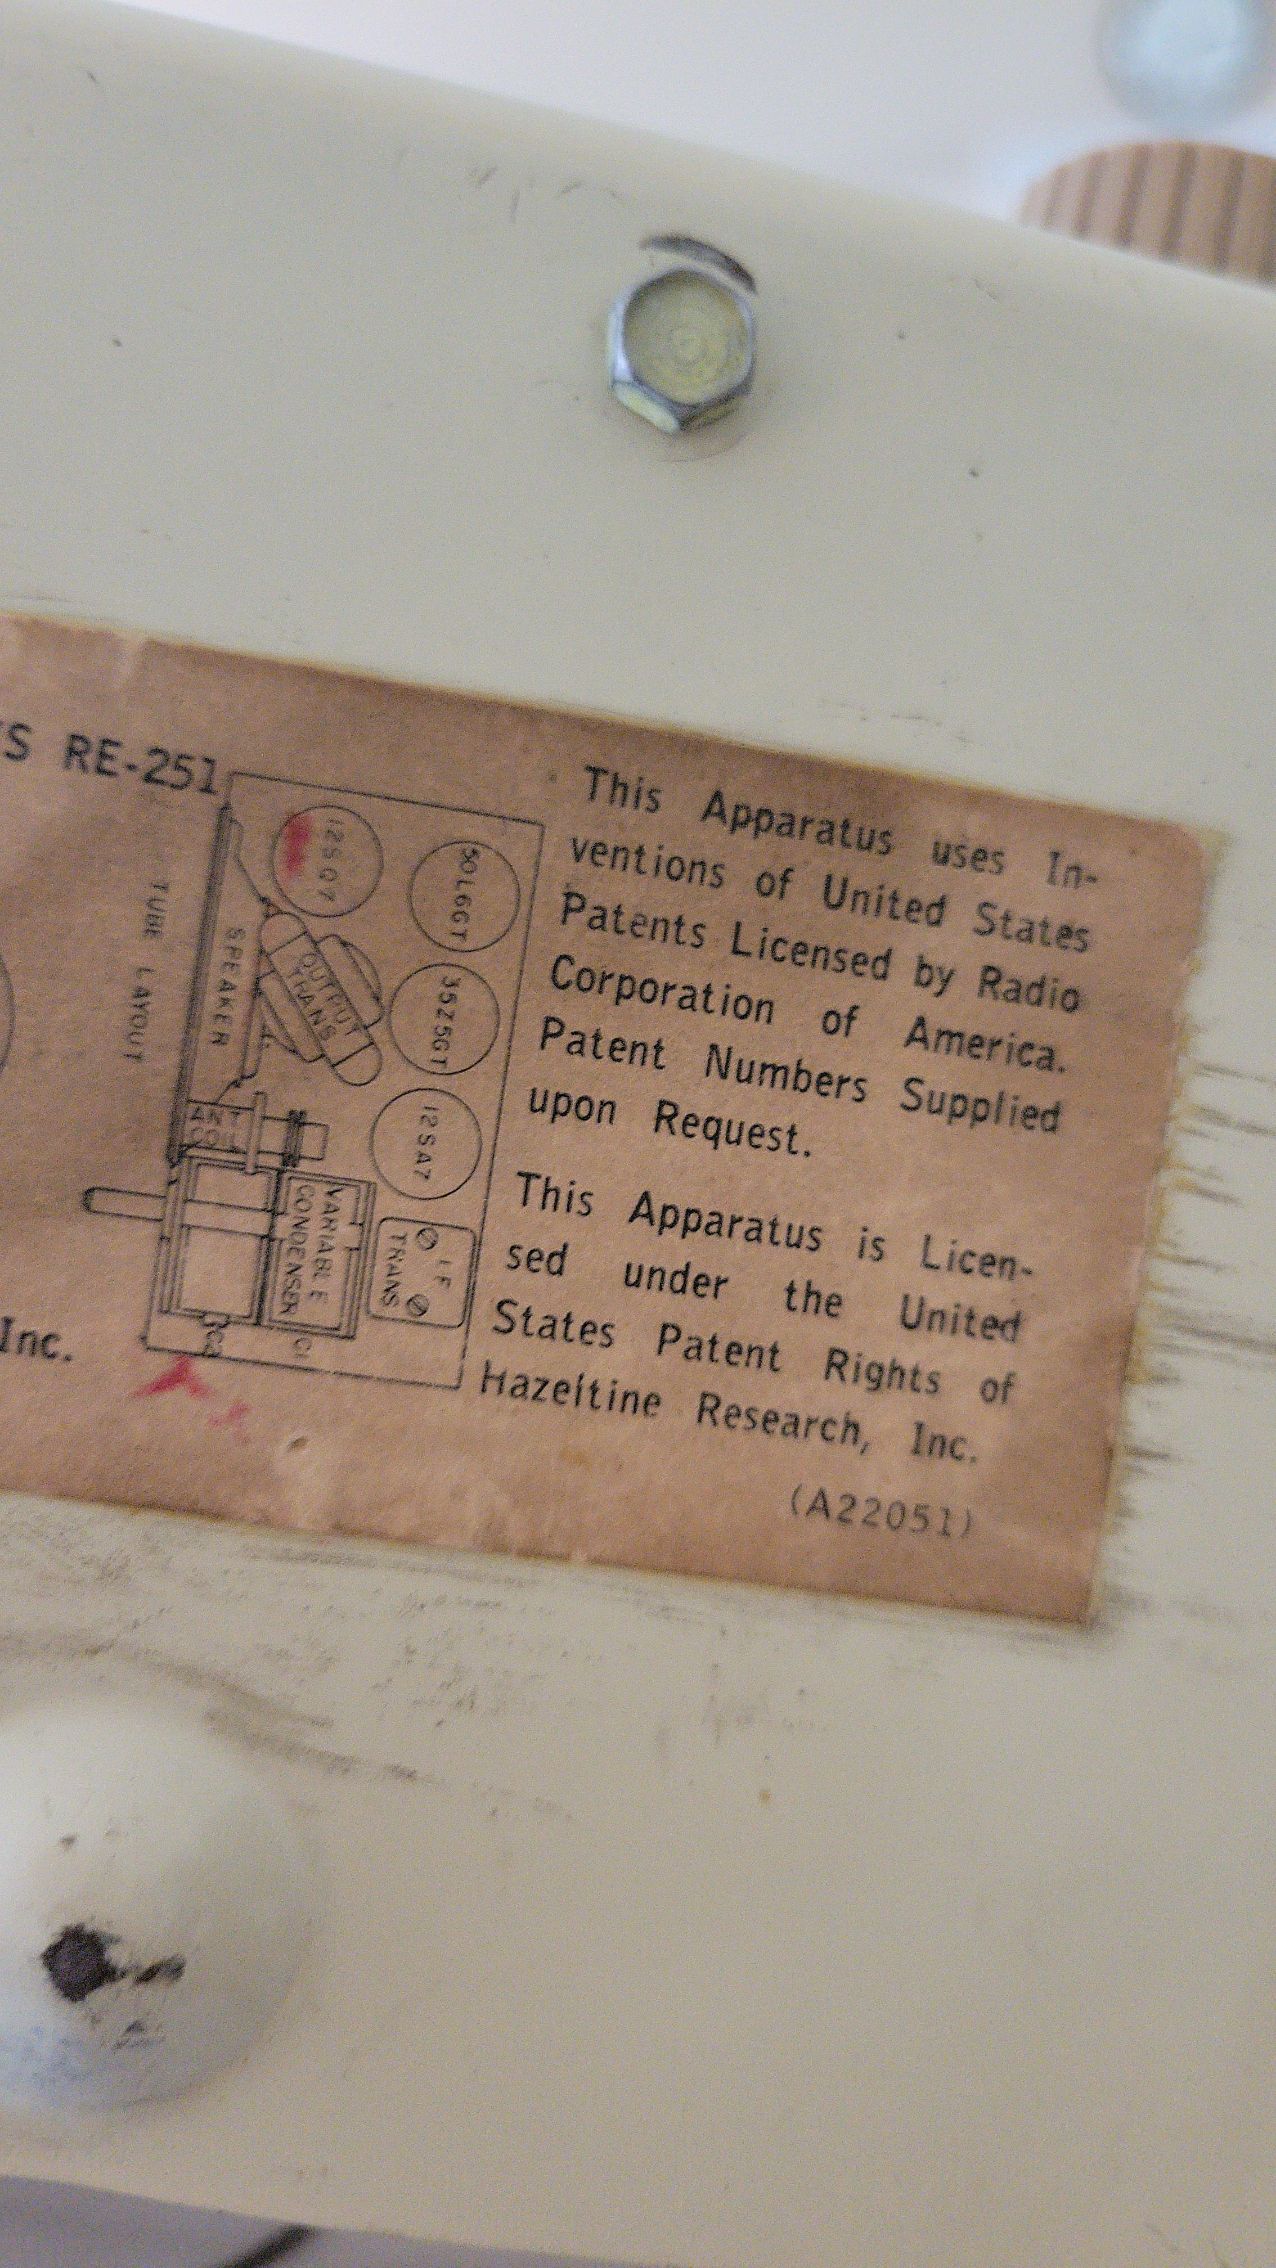 'S RE-251
TUBE LAYOUT
SPEAKER
12SQ7
50L6GT
OUTPUT
TRANS
35Z5GT
12SA7
ANT
VARIABLE
CONDENSER
I F
TRANS
Inc.
This Apparatus uses In-
ventions of United States
Patents Licensed by Radio
Corporation of America.
Patent Numbers Supplied
upon Request.
This Apparatus is Licen-
sed under the United
States Patent Rights of
Hazeltine Research, Inc.
(A22051)